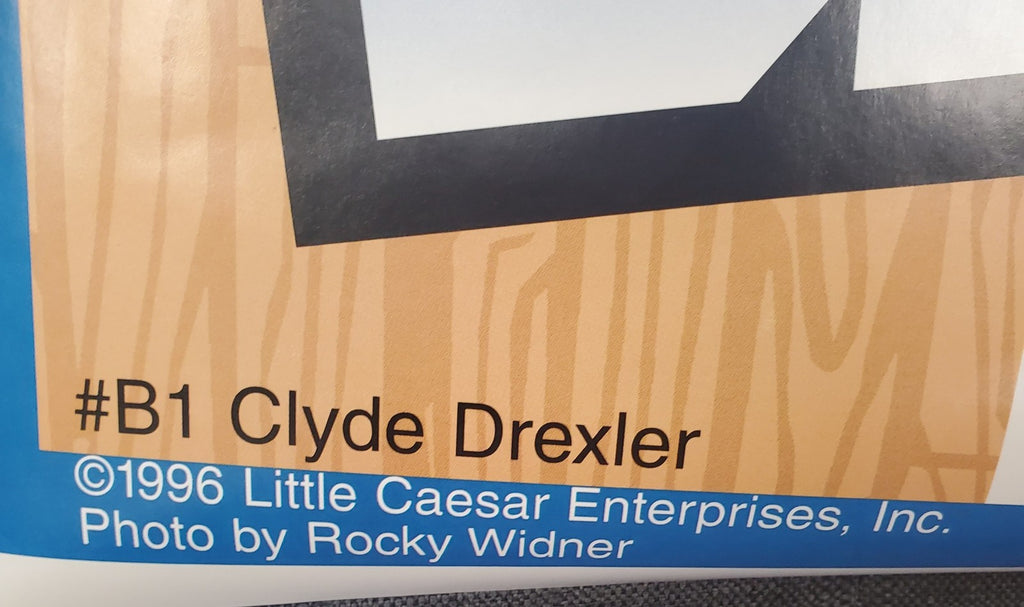 #B1 Clyde Drexler
©1996 Little Caesar Enterprises, Inc.
Photo by Rocky Widner